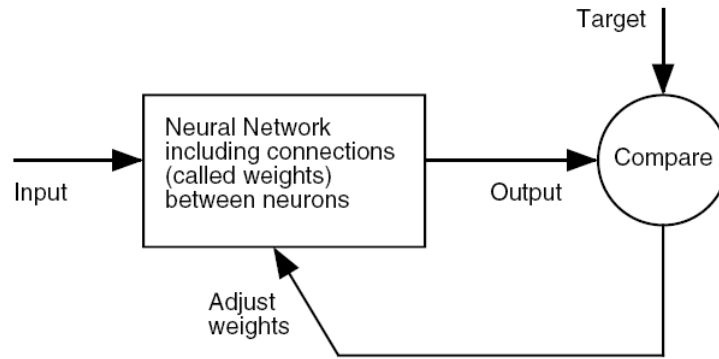 Target
Neural Network
including connections
(called weights)
between neurons
Compare
Input
Output
Adjust
weights